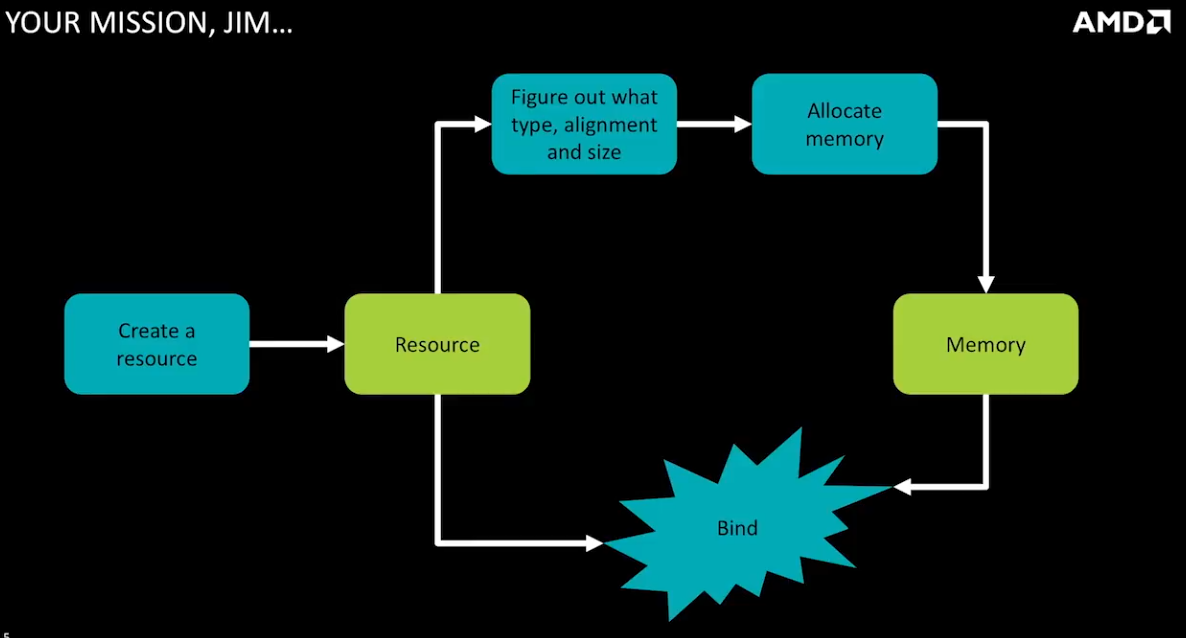 YOUR MISSION, JIM...
AMD
Figure out what
type, alignment
and size
Allocate
memory
Create a
resource
Resource
Memory
Bind
5